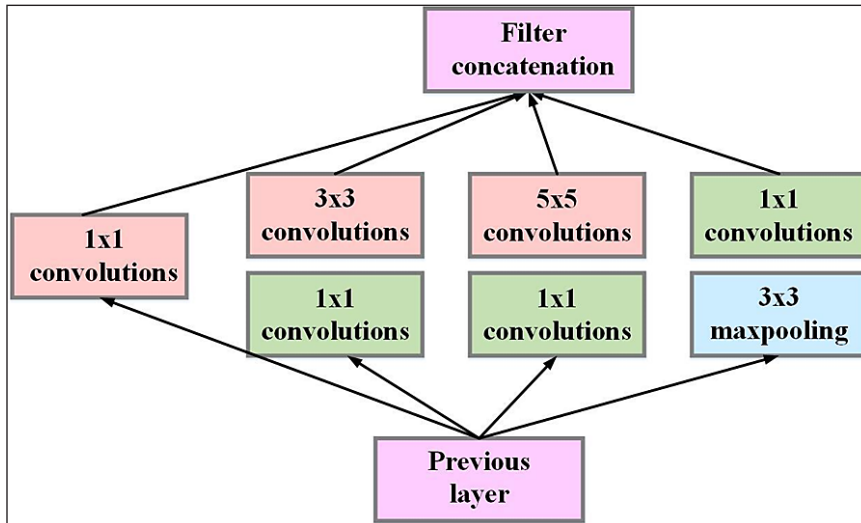 Filter
concatenation
3x3
convolutions
5x5
convolutions
1x1
convolutions
1x1
convolutions
1x1
convolutions
1x1
convolutions
3x3
maxpooling
Previous
layer